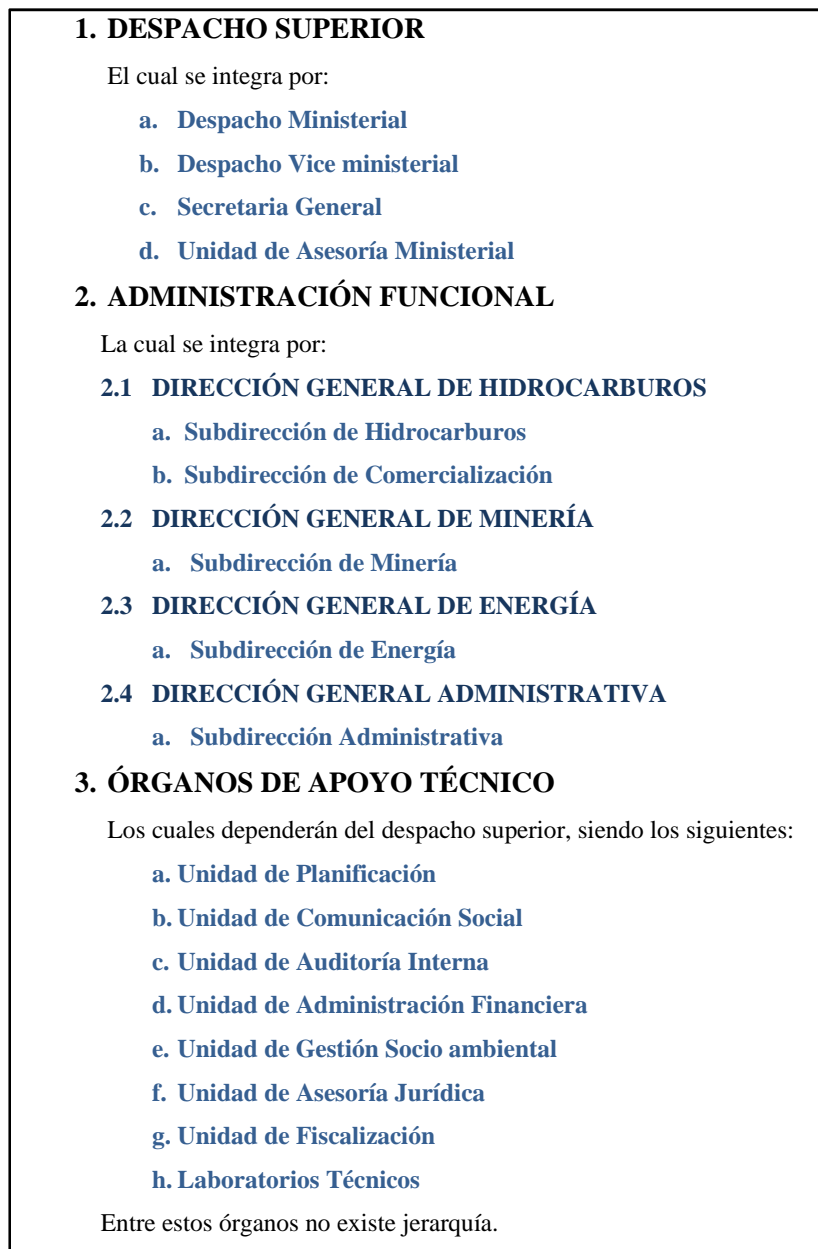 1. DESPACHO SUPERIOR
El cual se integra por:
a. Despacho Ministerial
b. Despacho Vice ministerial
c. Secretaria General
d. Unidad de Asesoría Ministerial
2. ADMINISTRACIÓN FUNCIONAL
La cual se integra por:
2.1 DIRECCIÓN GENERAL DE HIDROCARBUROS
a. Subdirección de Hidrocarburos
b. Subdirección de Comercialización
2.2 DIRECCIÓN GENERAL DE MINERÍA
a. Subdirección de Minería
2.3 DIRECCIÓN GENERAL DE ENERGÍA
a. Subdirección de Energía
2.4 DIRECCIÓN GENERAL ADMINISTRATIVA
a. Subdirección Administrativa
3. ÓRGANOS DE APOYO TÉCNICO
Los cuales dependerán del despacho superior, siendo los siguientes:
a. Unidad de Planificación
b. Unidad de Comunicación Social
c. Unidad de Auditoría Interna
d. Unidad de Administración Financiera
e. Unidad de Gestión Socio ambiental
f. Unidad de Asesoría Jurídica
g. Unidad de Fiscalización
h. Laboratorios Técnicos
Entre estos órganos no existe jerarquía.